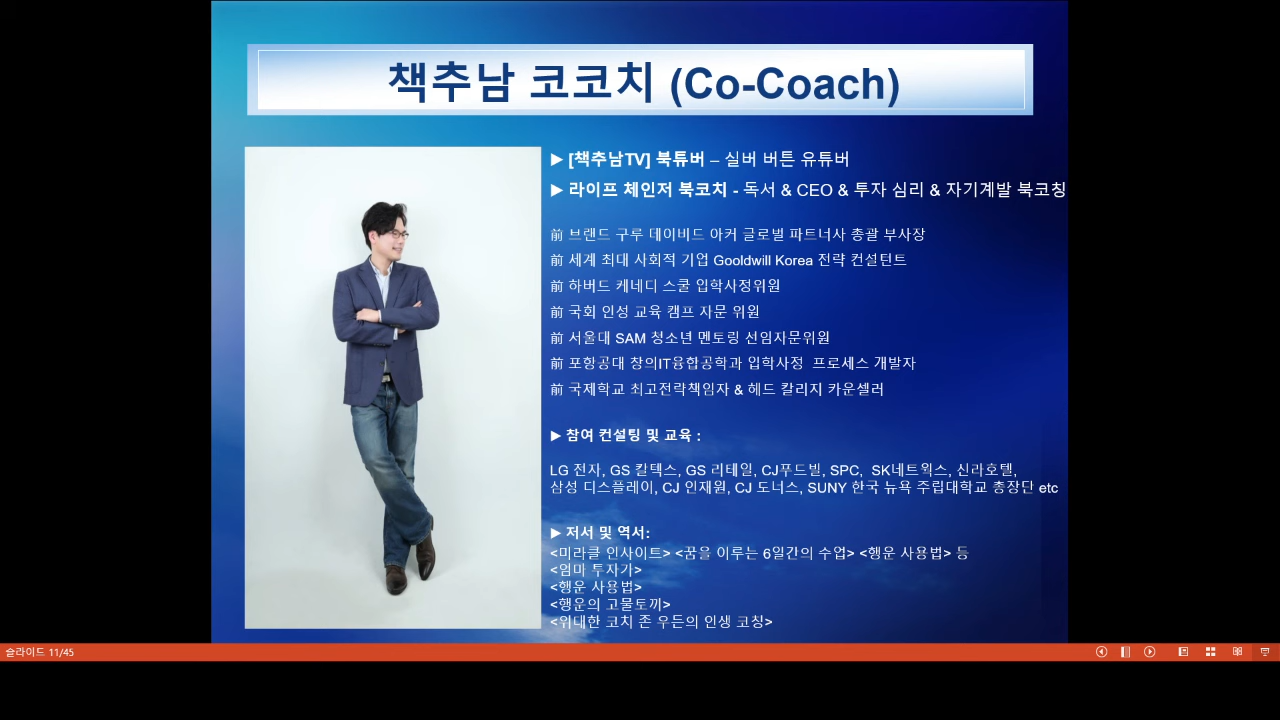 책추남 코코치 (Co-Coach)
▶ [책추남TV] 북튜버 – 실버 버튼 유튜버
▶ 라이프 체인저 북코치 - 독서 & CEO & 투자 심리 & 자기계발 북코칭
前 브랜드 구루 데이비드 아커 글로벌 파트너사 총괄 부사장
前 세계 최대 사회적 기업 Gooldwill Korea 전략 컨설턴트
前 하버드 케네디 스쿨 입학사정위원
前 국회 인성 교육 캠프 자문 위원
前 서울대 SAM 청소년 멘토링 선임자문위원
前 포항공대 창의IT융합공학과 입학사정 프로세스 개발자
前 국제학교 최고전략책임자 & 헤드 칼리지 카운셀러
▶ 참여 컨설팅 및 교육 :
LG 전자, GS 칼텍스, GS 리테일, CJ푸드빌, SPC, SK네트웍스, 신라호텔,
삼성 디스플레이, CJ 인재원, CJ 도너스, SUNY 한국 뉴욕 주립대학교 총장단 etc
▶ 저서 및 역서:
<미라클 인사이트> <꿈을 이루는 6일간의 수업> <행운 사용법> 등
<엄마 투자가>
<행운 사용법>
<행운의 고물토끼>
<위대한 코치 존 우든의 인생 코칭>
슬라이드 11/45